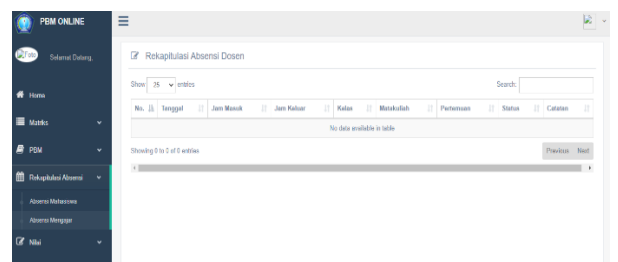 PBM ONLINE
Foto
Selamat Datang,
Home
Matriks
PBM
Rekapitulasi Absensi
Absensi Mahasiswa
Absensi Mengajar
Nilai
Rekapitulasi Absensi Dosen
Show 25 entries
Search:
No. Tanggal Jam Masuk Jam Keluar Kelas Matakuliah Pertemuan Status Catatan
No data available in table
Showing 0 to 0 of 0 entries
Previous Next